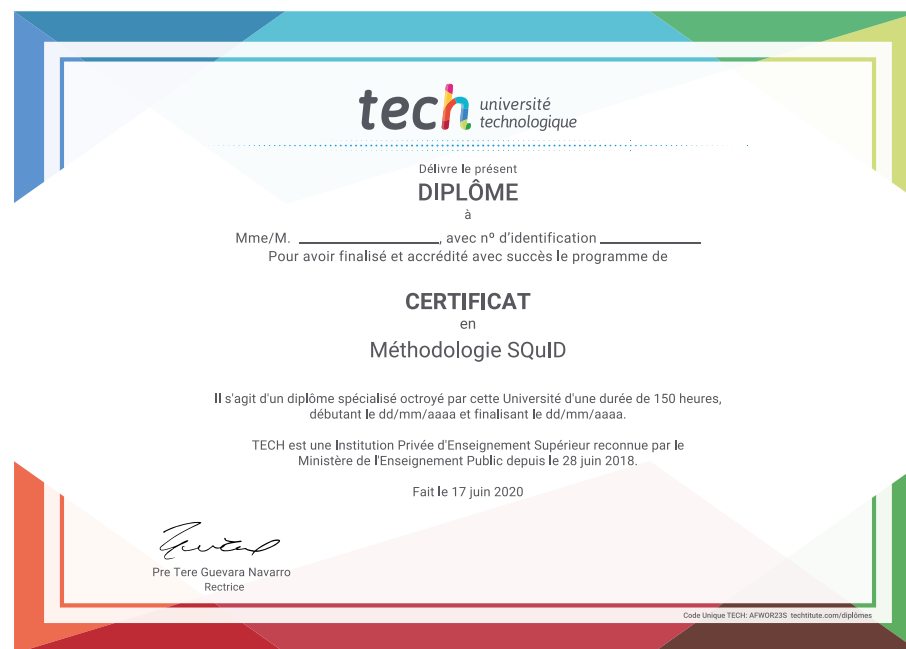 tech université
technologique
Délivre le présent
DIPLÔME
à
Mme/M. ____________________, avec nº d'identification ______________
Pour avoir finalisé et accrédité avec succès le programme de
CERTIFICAT
en
Méthodologie SQuID
Il s'agit d'un diplôme spécialisé octroyé par cette Université d'une durée de 150 heures,
débutant le dd/mm/aaaa et finalisant le dd/mm/aaaa.
TECH est une Institution Privée d'Enseignement Supérieur reconnue par le
Ministère de l'Enseignement Public depuis le 28 juin 2018.
Fait le 17 juin 2020
Pre Tere Guevara Navarro
Rectrice
Code Unique TECH: AFWOR23S techtitute.com/diplômes